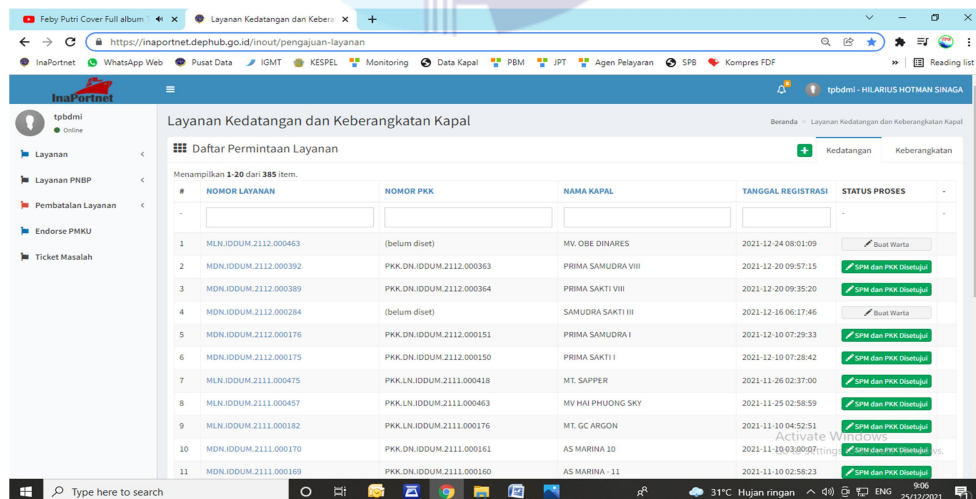 Feby Putri Cover Full album T
Layanan Kedatangan dan Kebera
https://inaportnet.dephub.go.id/inout/pengajuan-layanan
InaPortnet WhatsApp Web Pusat Data IGMT KESPEL Monitoring Data Kapal PBM JPT Agen Pelayaran SPB Kompres FDF » Reading list
InaPortnet
tpbdmi - HILARIUS HOTMAN SINAGA
tpbdmi
Online
Layanan
Layanan PNBP
Pembatalan Layanan
Endorse PMKU
Ticket Masalah
Layanan Kedatangan dan Keberangkatan Kapal
Beranda Layanan Kedatangan dan Keberangkatan Kapal
Daftar Permintaan Layanan
Kedatangan Keberangkatan
Menampilkan 1-20 dari 385 item.
# NOMOR LAYANAN NOMOR PKK NAMA KAPAL TANGGAL REGISTRASI STATUS PROSES -
- - -
1 MLN.IDDUM.2112.000463 (belum diset) MV. OBE DINARES 2021-12-24 08:01:09 Buat Warta
2 MDN.IDDUM.2112.000392 PKK.DN.IDDUM.2112.000363 PRIMA SAMUDRA VIII 2021-12-20 09:57:15 SPM dan PKK Disetujui
3 MDN.IDDUM.2112.000389 PKK.DN.IDDUM.2112.000364 PRIMA SAKTI VIII 2021-12-20 09:35:20 SPM dan PKK Disetujui
4 MDN.IDDUM.2112.000284 (belum diset) SAMUDRA SAKTI III 2021-12-16 06:17:46 Buat Warta
5 MDN.IDDUM.2112.000176 PKK.DN.IDDUM.2112.000151 PRIMA SAMUDRA I 2021-12-10 07:29:33 SPM dan PKK Disetujui
6 MDN.IDDUM.2112.000175 PKK.DN.IDDUM.2112.000150 PRIMA SAKTI I 2021-12-10 07:28:42 SPM dan PKK Disetujui
7 MLN.IDDUM.2111.000475 PKK.LN.IDDUM.2111.000418 MT. SAPPER 2021-11-26 02:37:00 SPM dan PKK Disetujui
8 MLN.IDDUM.2111.000457 PKK.LN.IDDUM.2111.000463 MV HAI PHUONG SKY 2021-11-25 02:58:59 SPM dan PKK Disetujui
9 MLN.IDDUM.2111.000182 PKK.LN.IDDUM.2111.000176 MT. GC ARGON 2021-11-10 04:52:51 SPM dan PKK Disetujui
Activate Windows
10 MDN.IDDUM.2111.000170 PKK.DN.IDDUM.2111.000161 AS MARINA 10 2021-11-10 03:00:07 SPM dan PKK Disetujui
11 MDN.IDDUM.2111.000169 PKK.DN.IDDUM.2111.000160 AS MARINA - 11 2021-11-10 02:58:23 SPM dan PKK Disetujui
Type here to search
31°C Hujan ringan ENG 9:06
25/12/2021